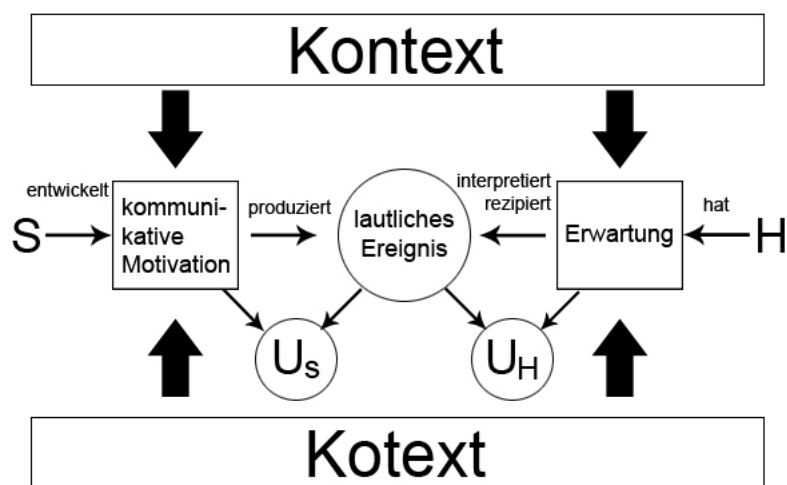 Kontext
entwickelt
S
kommuni-
kative
Motivation
produziert
lautliches
Ereignis
interpretiert
rezipiert
Erwartung
hat
H
Us
UH
Kotext